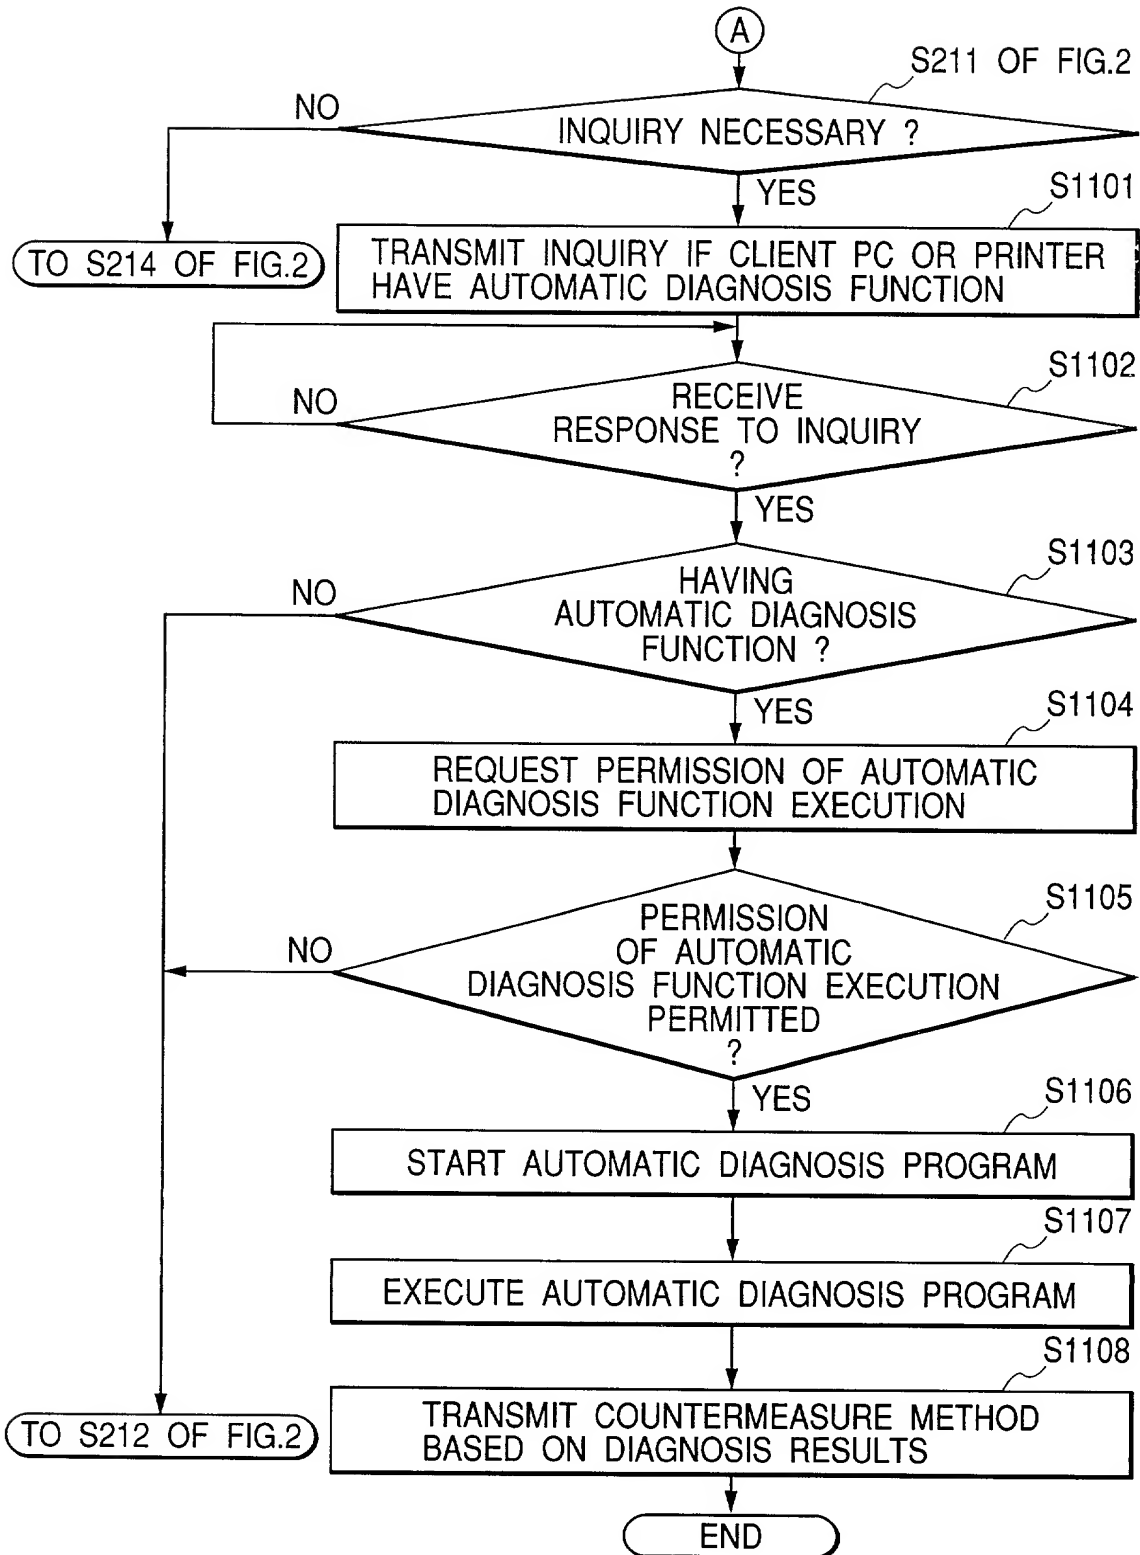 A
S211 OF FIG.2
NO
INQUIRY NECESSARY ?
YES
S1101
TO S214 OF FIG.2
TRANSMIT INQUIRY IF CLIENT PC OR PRINTER
HAVE AUTOMATIC DIAGNOSIS FUNCTION
S1102
NO
RECEIVE
RESPONSE TO INQUIRY
?
YES
S1103
NO
HAVING
AUTOMATIC DIAGNOSIS
FUNCTION ?
YES
S1104
REQUEST PERMISSION OF AUTOMATIC
DIAGNOSIS FUNCTION EXECUTION
S1105
NO
PERMISSION
OF AUTOMATIC
DIAGNOSIS FUNCTION EXECUTION
PERMITTED
?
YES
S1106
START AUTOMATIC DIAGNOSIS PROGRAM
S1107
EXECUTE AUTOMATIC DIAGNOSIS PROGRAM
S1108
TO S212 OF FIG.2
TRANSMIT COUNTERMEASURE METHOD
BASED ON DIAGNOSIS RESULTS
END